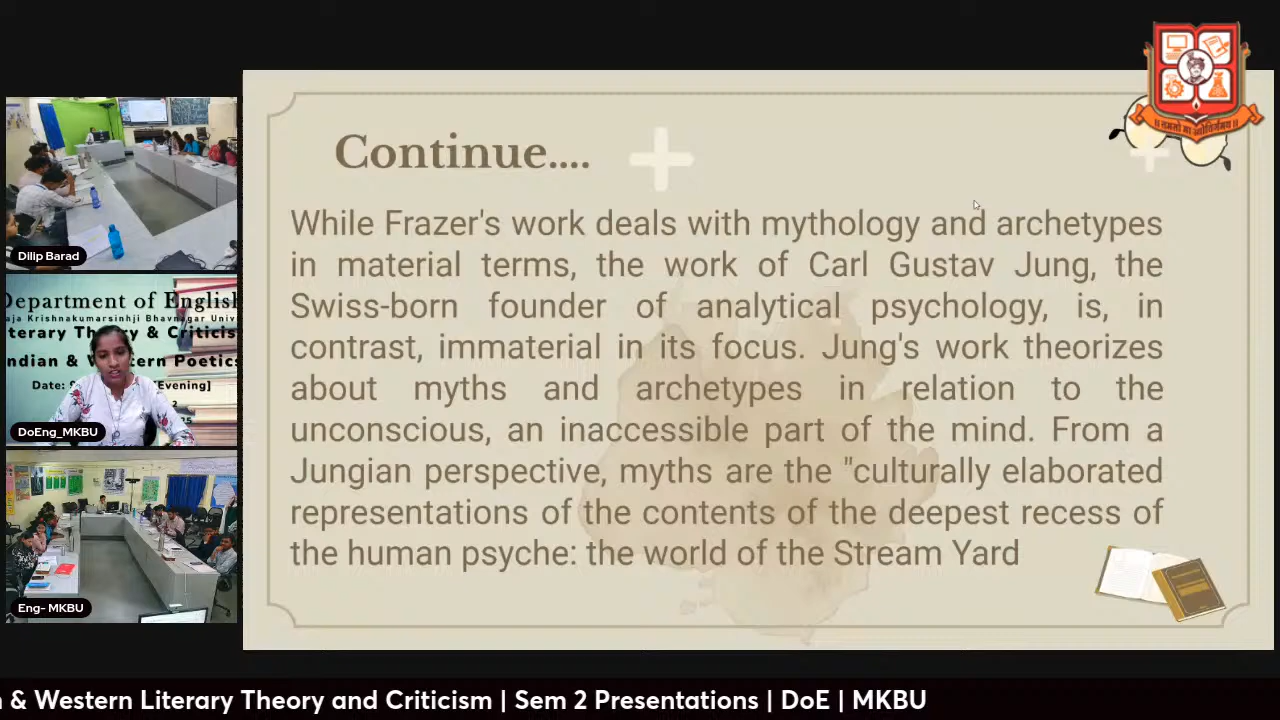 Continue....
While Frazer's work deals with mythology and archetypes
in material terms, the work of Carl Gustav Jung, the
Swiss-born founder of analytical psychology, is, in
contrast, immaterial in its focus. Jung's work theorizes
about myths and archetypes in relation to the
unconscious, an inaccessible part of the mind. From a
Jungian perspective, myths are the "culturally elaborated
representations of the contents of the deepest recess of
the human psyche: the world of the Stream Yard
Dilip Barad
Department of English
Krishnakumarsinhji Bhavnagar
& Criticis
Poetics
Date:
[Evening]
DoEng_MKBU
Eng- MKBU
& Western Literary Theory and Criticism | Sem 2 Presentations | DoE | MKBU